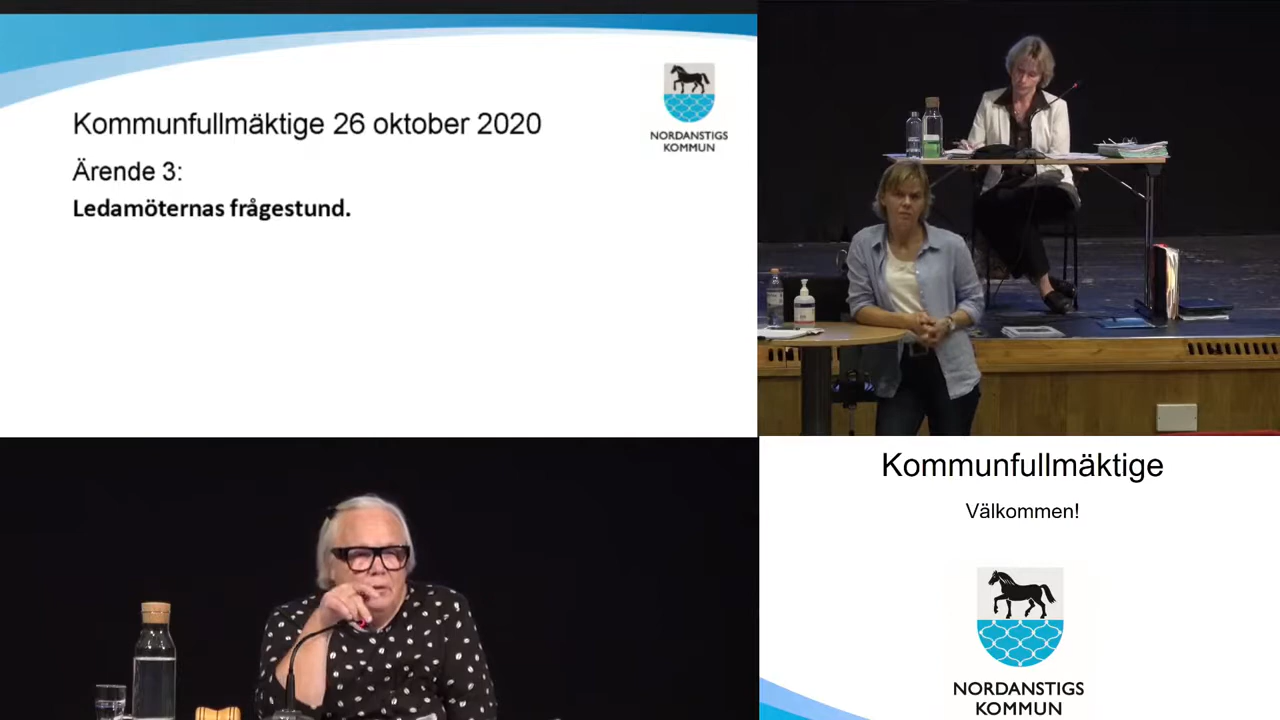 Kommunfullmäktige 26 oktober 2020
Ärende 3:
Ledamöternas frågestund.
NORDANSTIGS
KOMMUN
Kommunfullmäktige
Välkommen!
NORDANSTIGS
KOMMUN